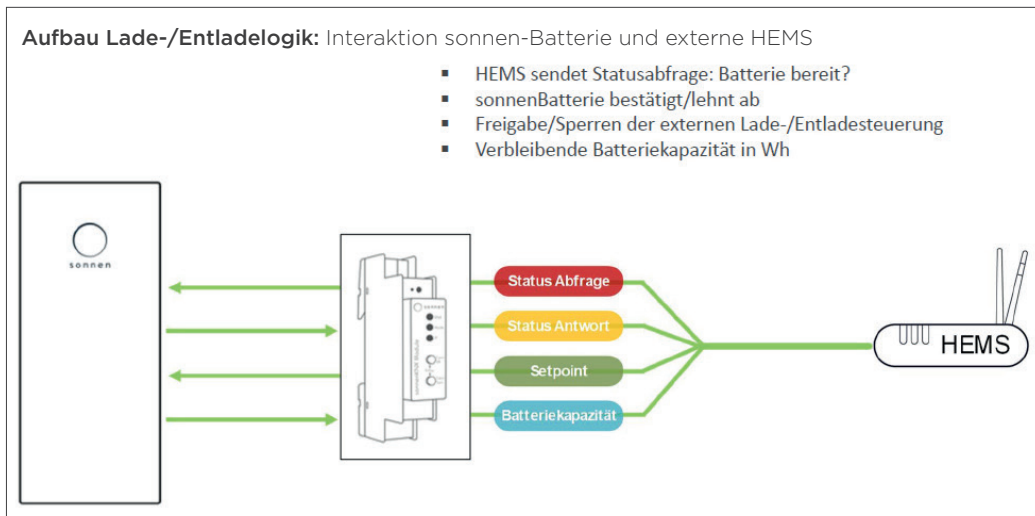 Aufbau Lade-/Entladelogik: Interaktion sonnen-Batterie und externe HEMS
HEMS sendet Statusabfrage: Batterie bereit?
sonnenBatterie bestätigt/lehnt ab
Freigabe/Sperren der externen Lade-/Entladesteuerung
Verbleibende Batteriekapazität in Wh
sonnen
sonnen
Status Abfrage
Status Antwort
Setpoint
Batteriekapazität
HEMS